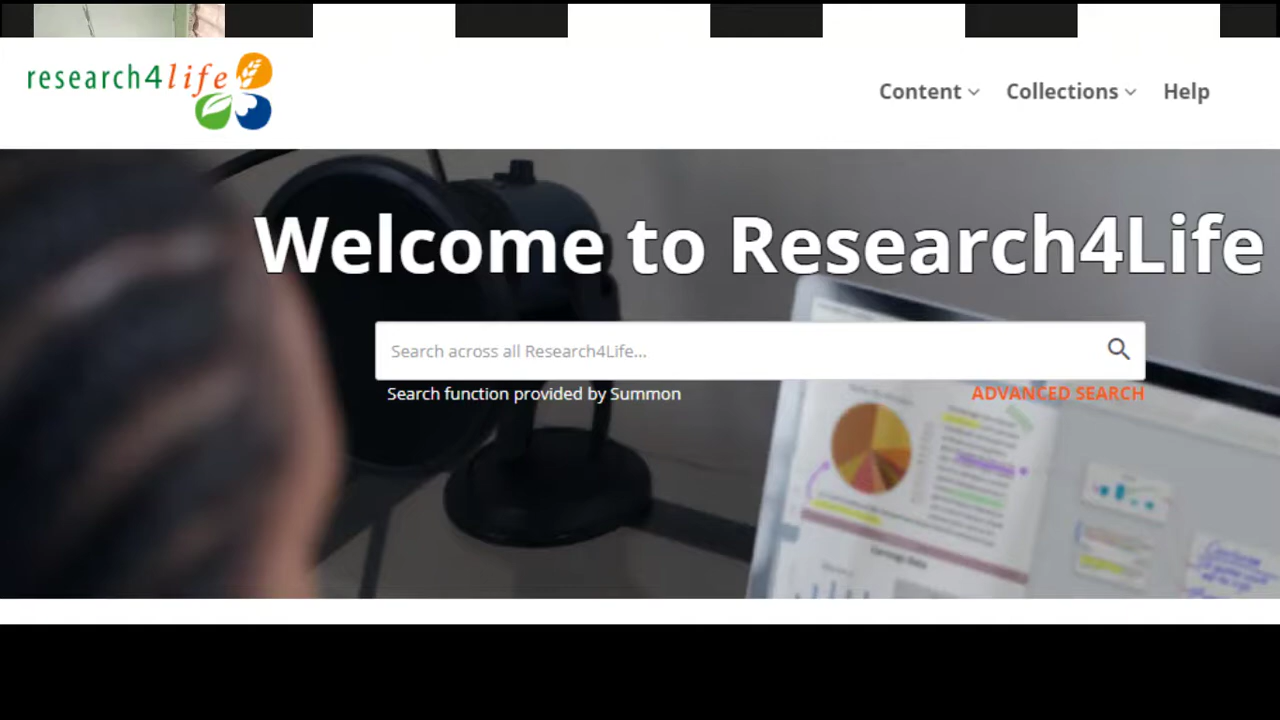 research4life
Content
Collections
Help
Welcome to Research4Life
Search across all Research4Life...
Search function provided by Summon
ADVANCED SEARCH